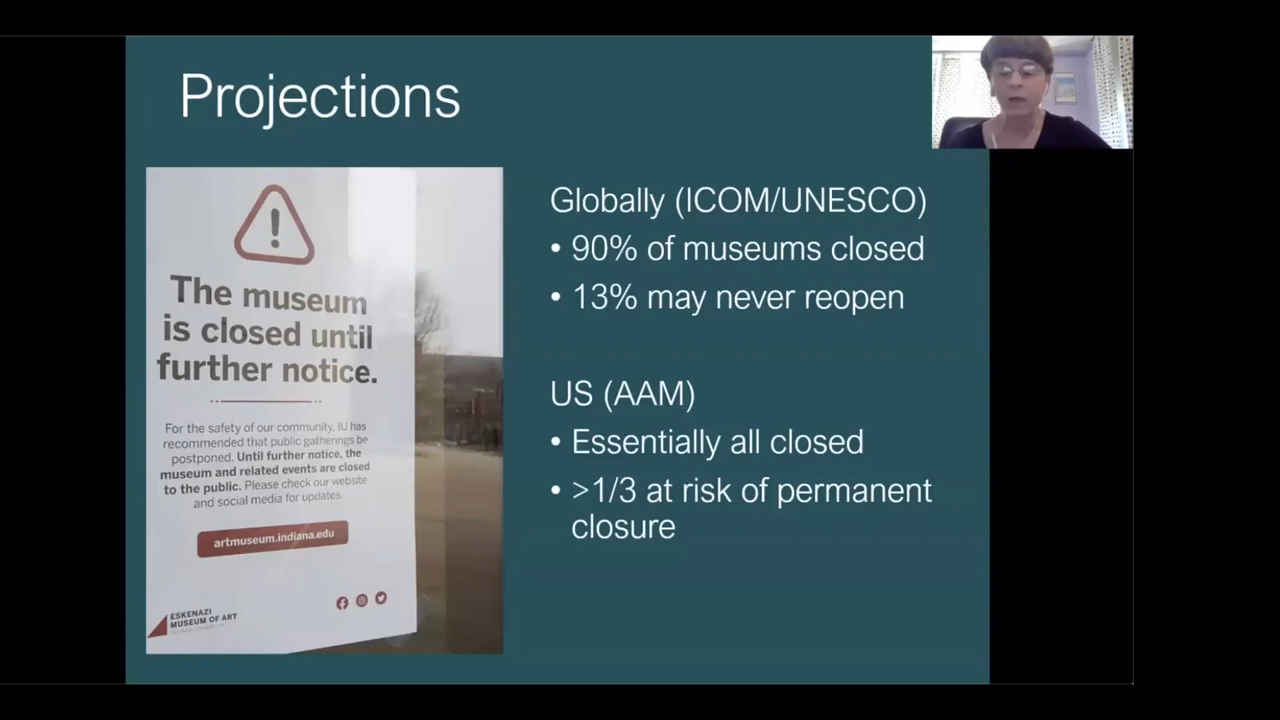 Projections
!
The museum
is closed until
further notice.
For the safety of our community, IU has
recommended that public gatherings be
postponed. Until further notice, the
museum and related events are closed
to the public. Please check our website
and social media for updates.
artmuseum.indiana.edu
ESKENAZI
MUSEUM OF ART
Globally (ICOM/UNESCO)
• 90% of museums closed
• 13% may never reopen
US (AAM)
• Essentially all closed
• >1/3 at risk of permanent
closure